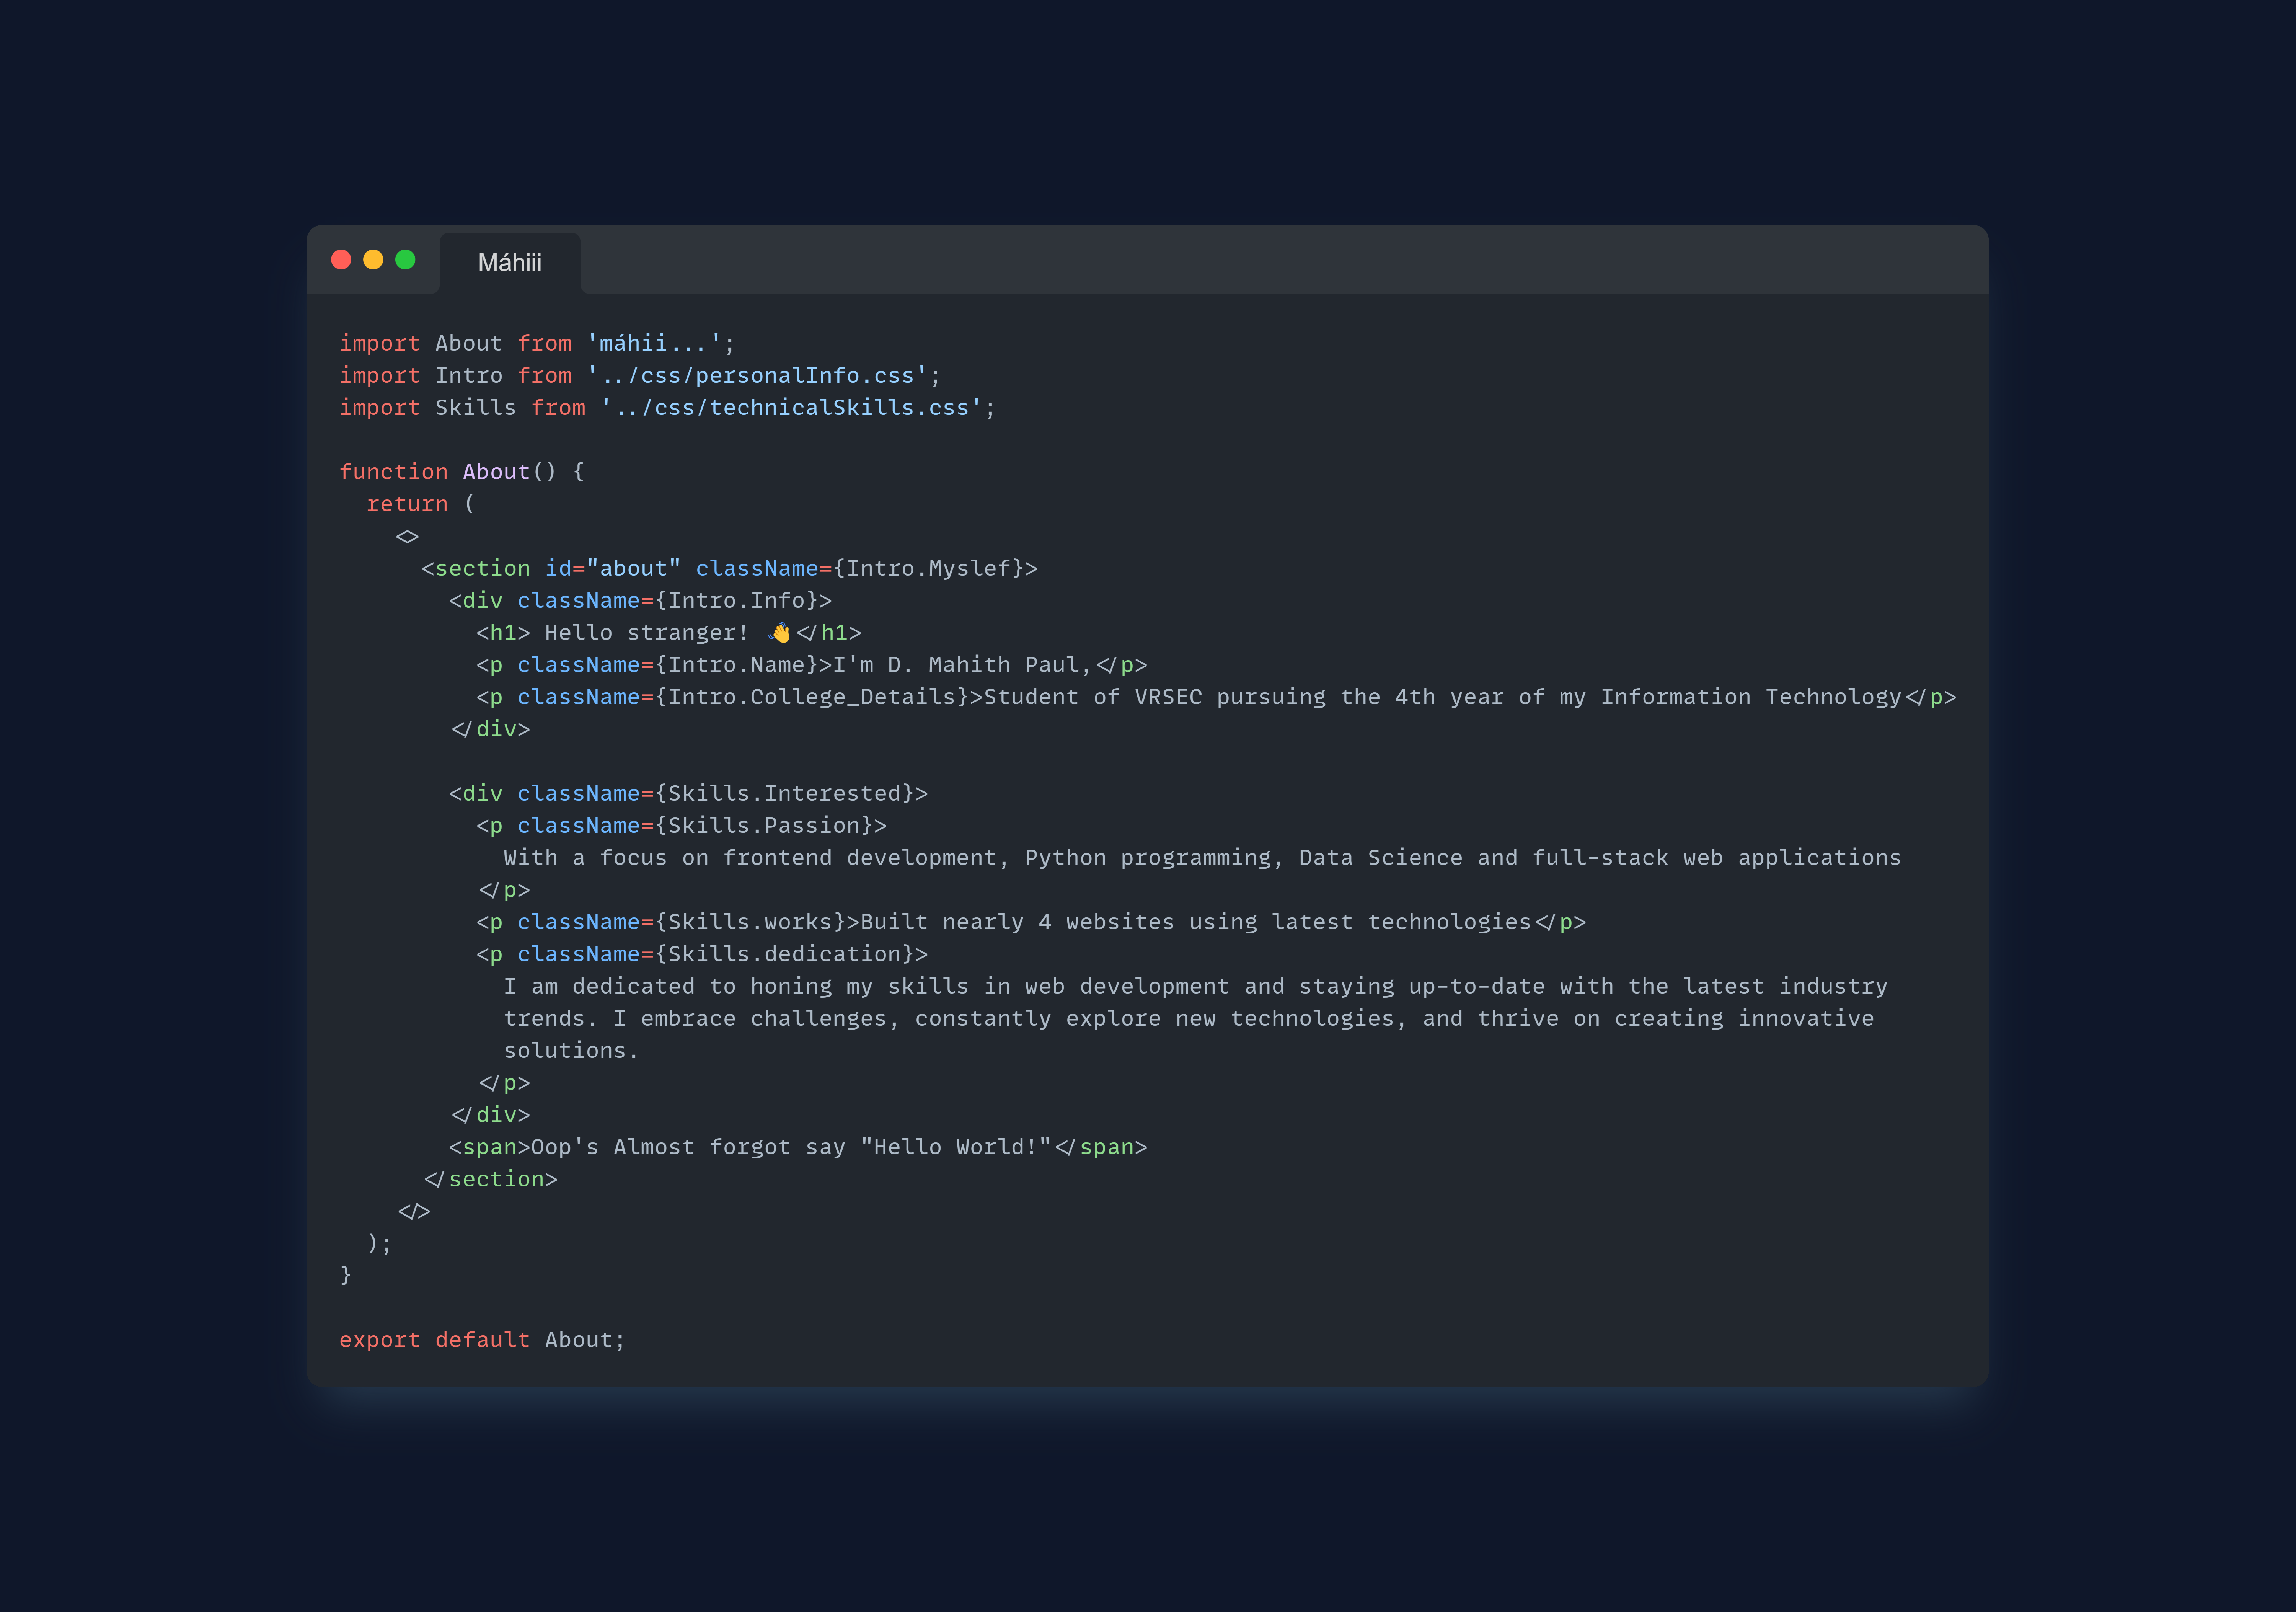 Máhiii
import About from 'máhii...';
import Intro from '../css/personalInfo.css';
import Skills from '../css/technicalSkills.css';
function About() {
  return (
    <>
      <section id="about" className={Intro.Myslef}>
        <div className={Intro.Info}>
          <h1> Hello stranger! 👋</h1>
          <p className={Intro.Name}>I'm D. Mahith Paul,</p>
          <p className={Intro.College_Details}>Student of VRSEC pursuing the 4th year of my Information Technology</p>
        </div>
        <div className={Skills.Interested}>
          <p className={Skills.Passion}>
            With a focus on frontend development, Python programming, Data Science and full-stack web applications
          </p>
          <p className={Skills.works}>Built nearly 4 websites using latest technologies</p>
          <p className={Skills.dedication}>
            I am dedicated to honing my skills in web development and staying up-to-date with the latest industry
            trends. I embrace challenges, constantly explore new technologies, and thrive on creating innovative
            solutions.
          </p>
        </div>
        <span>Oop's Almost forgot say "Hello World!"</span>
      </section>
    </>
  );
}
export default About;